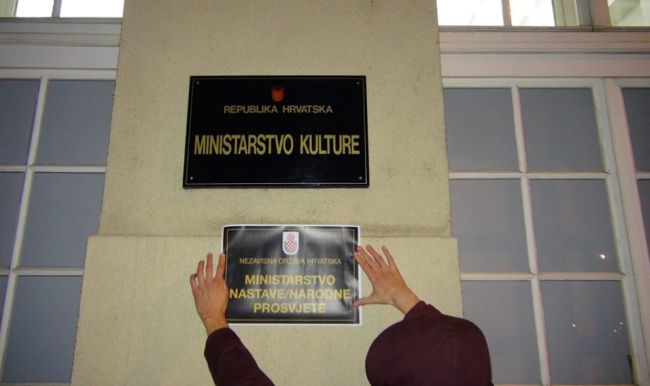 REPUBLIKA HRVATSKA
MINISTARSTVO KULTURE
NEZAVISNA DRŽAVA HRVATSKA
MINISTARSTVO
NASTAVE/NARODNE
PROSVJETE